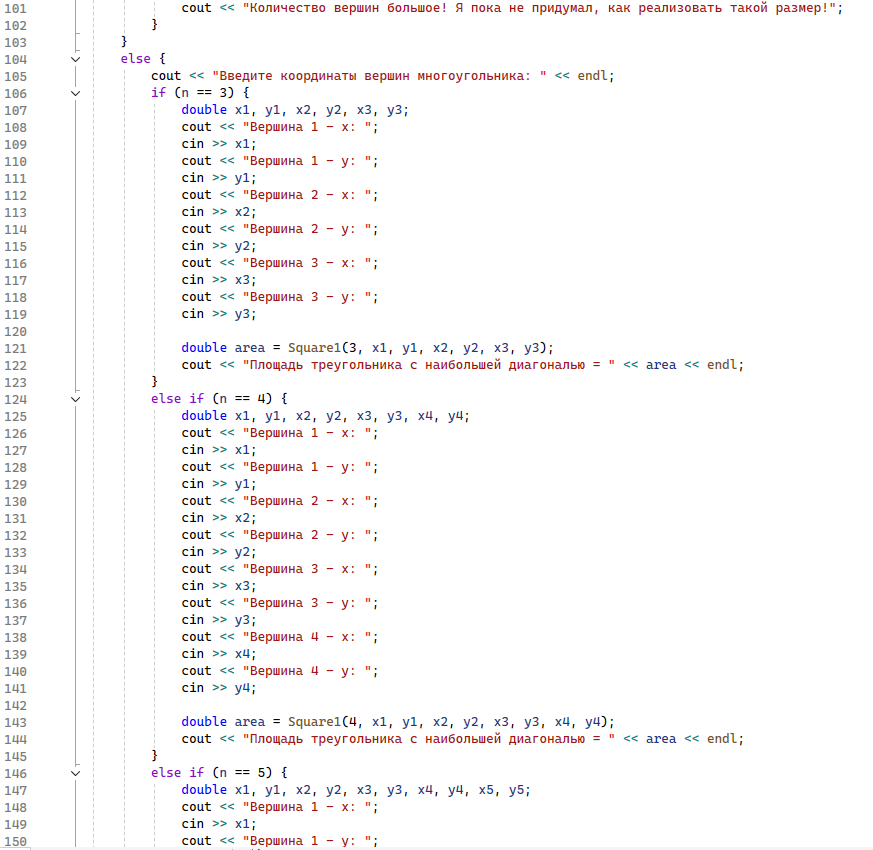 101 cout << "Количество вершин большое! Я пока не придумал, как реализовать такой размер!";
102 }
103 }
104 else {
105 cout << "Введите координаты вершин многоугольника: " << endl;
106 if (n == 3) {
107 double x1, y1, x2, y2, x3, y3;
108 cout << "Вершина 1 - x: ";
109 cin >> x1;
110 cout << "Вершина 1 - y: ";
111 cin >> y1;
112 cout << "Вершина 2 - x: ";
113 cin >> x2;
114 cout << "Вершина 2 - y: ";
115 cin >> y2;
116 cout << "Вершина 3 - x: ";
117 cin >> x3;
118 cout << "Вершина 3 - y: ";
119 cin >> y3;
120
121 double area = Square1(3, x1, y1, x2, y2, x3, y3);
122 cout << "Площадь треугольника с наибольшей диагональю = " << area << endl;
123 }
124 else if (n == 4) {
125 double x1, y1, x2, y2, x3, y3, x4, y4;
126 cout << "Вершина 1 - x: ";
127 cin >> x1;
128 cout << "Вершина 1 - y: ";
129 cin >> y1;
130 cout << "Вершина 2 - x: ";
131 cin >> x2;
132 cout << "Вершина 2 - y: ";
133 cin >> y2;
134 cout << "Вершина 3 - x: ";
135 cin >> x3;
136 cout << "Вершина 3 - y: ";
137 cin >> y3;
138 cout << "Вершина 4 - x: ";
139 cin >> x4;
140 cout << "Вершина 4 - y: ";
141 cin >> y4;
142
143 double area = Square1(4, x1, y1, x2, y2, x3, y3, x4, y4);
144 cout << "Площадь треугольника с наибольшей диагональю = " << area << endl;
145 }
146 else if (n == 5) {
147 double x1, y1, x2, y2, x3, y3, x4, y4, x5, y5;
148 cout << "Вершина 1 - x: ";
149 cin >> x1;
150 cout << "Вершина 1 - y: ";